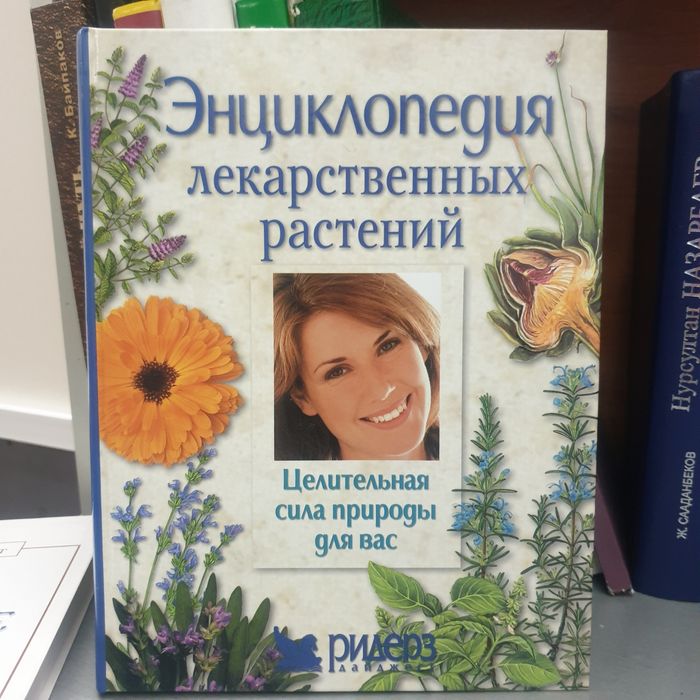 Энциклопедия
лекарственных
растений
Целительная
сила природы
для вас
ридерз
дайджест
К. Байпаков
Ж. СААДАНБЕКОВ
Нурсултан НАЗАРБАЕВ